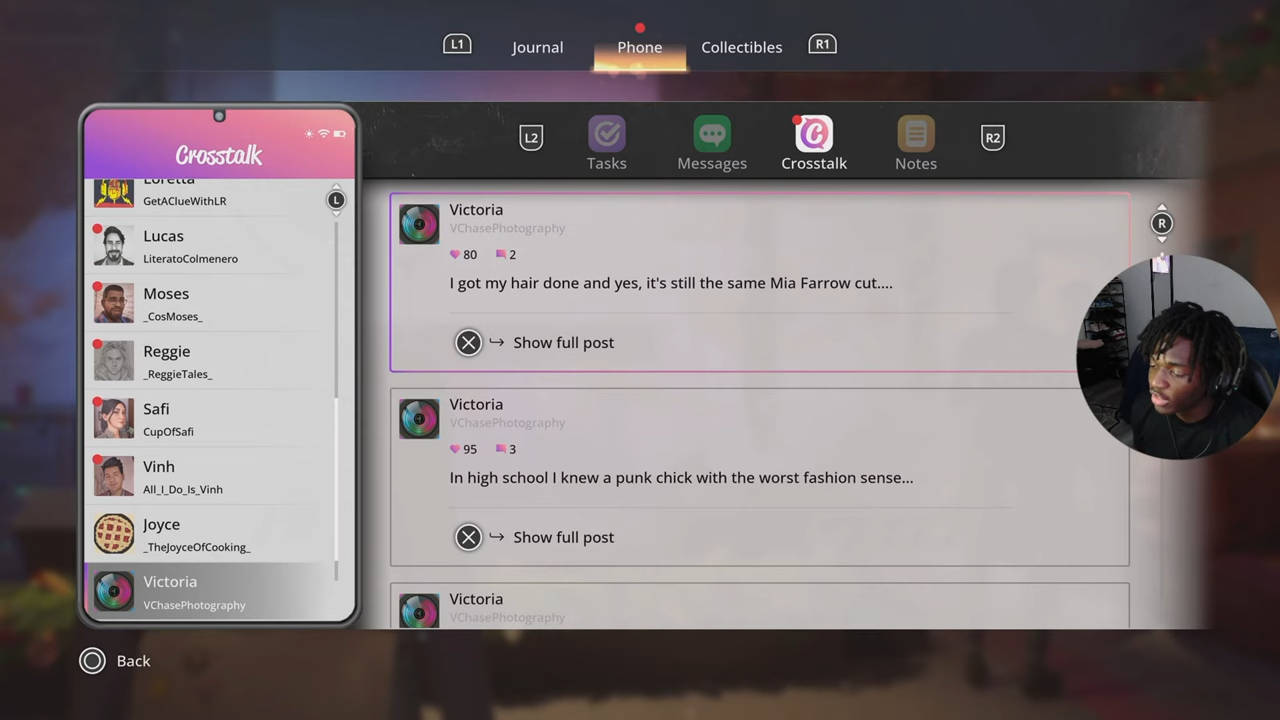 L1
Journal
Phone
Collectibles
R1
Crosstalk
L2
Tasks
Messages
Crosstalk
Notes
R2
Loretta
GetAClueWithLR
L
Lucas
LiteratoColmenero
Moses
_CosMoses_
Reggie
_ReggieTales_
Safi
CupOfSafi
Vinh
All_I_Do_Is_Vinh
Joyce
_TheJoyceOfCooking_
Victoria
VChasePhotography
Victoria
VChasePhotography
80 2
I got my hair done and yes, it's still the same Mia Farrow cut....
Show full post
R
Victoria
VChasePhotography
95 3
In high school I knew a punk chick with the worst fashion sense...
Show full post
Victoria
VChasePhotography
Back